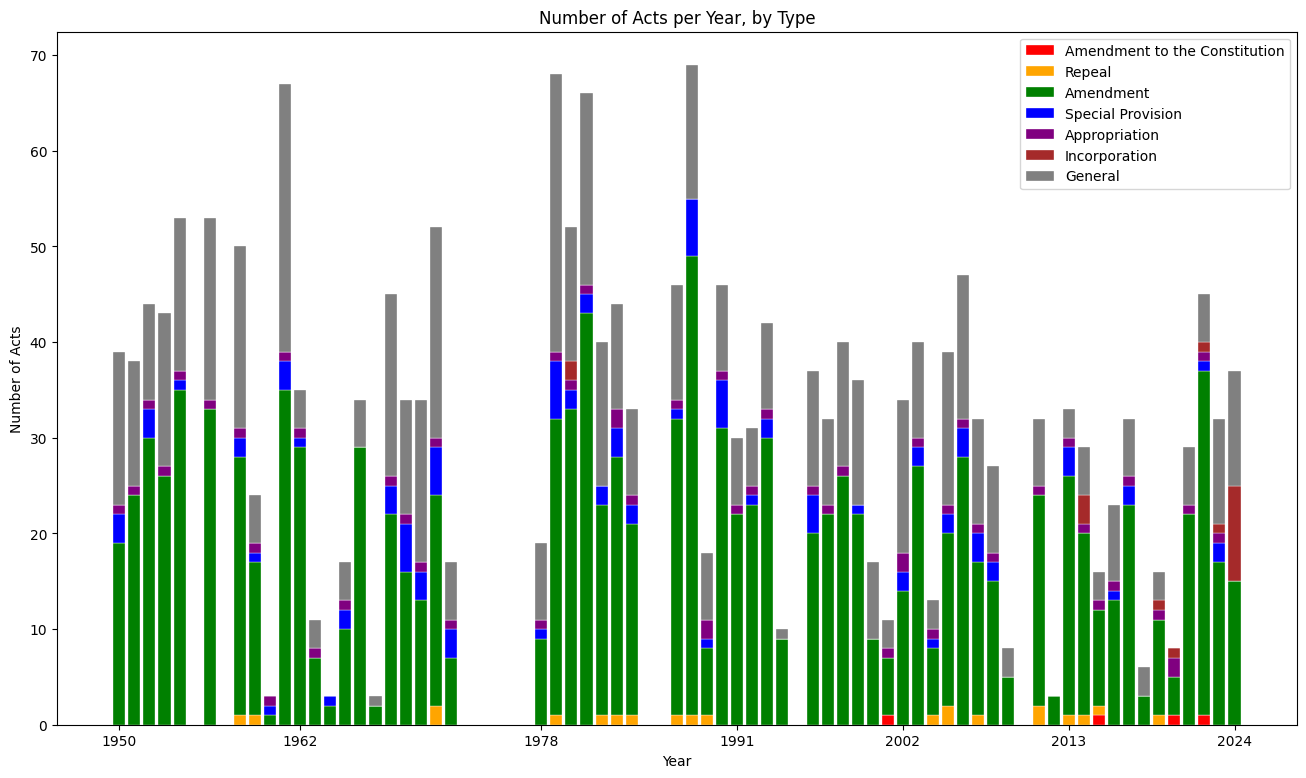 Number of Acts per Year, by Type
Number of Acts
70
60
50
40
30
20
10
0
Amendment to the Constitution
Repeal
Amendment
Special Provision
Appropriation
Incorporation
General
1950 1962 1978 1991 2002 2013 2024
Year